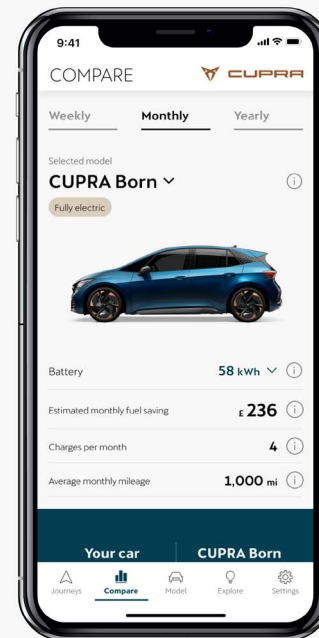 9:41
COMPARE CUPRA
Weekly Monthly Yearly
Selected model
CUPRA Born
Fully electric
Battery 58 kWh
Estimated monthly fuel saving £ 236
Charges per month 4
Average monthly mileage 1,000 mi
Your car CUPRA Born
Journeys Compare Model Explore Settings